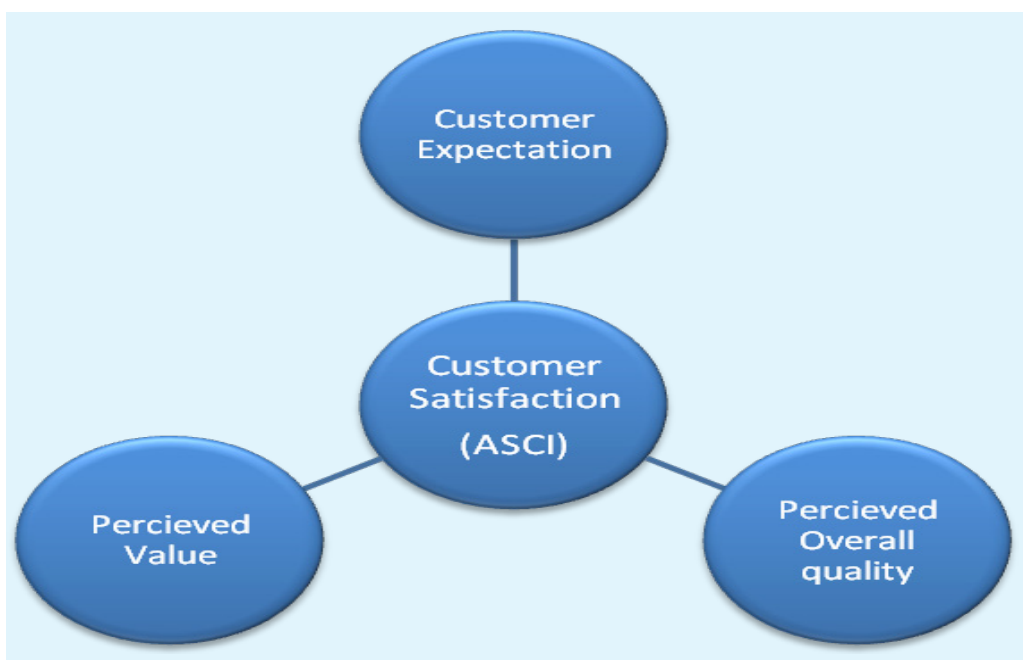 Customer
Expectation
Customer
Satisfaction
(ASCI)
Percieved
Value
Percieved
Overall
quality